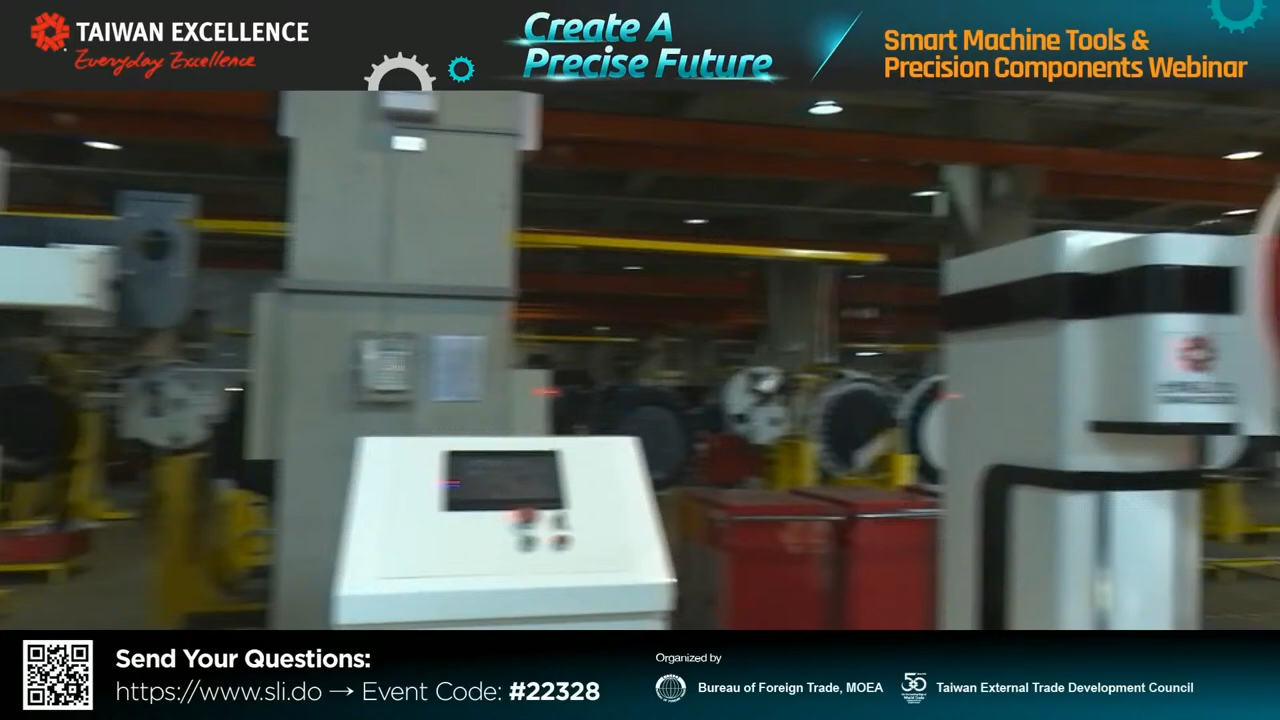 TAIWAN EXCELLENCE
Everyday Excellence
Create A
Precise Future
Smart Machine Tools &
Precision Components Webinar
Send Your Questions:
https://www.sli.do → Event Code: #22328
Organized by
Bureau of Foreign Trade, MOEA
50
Taiwan External Trade Development Council